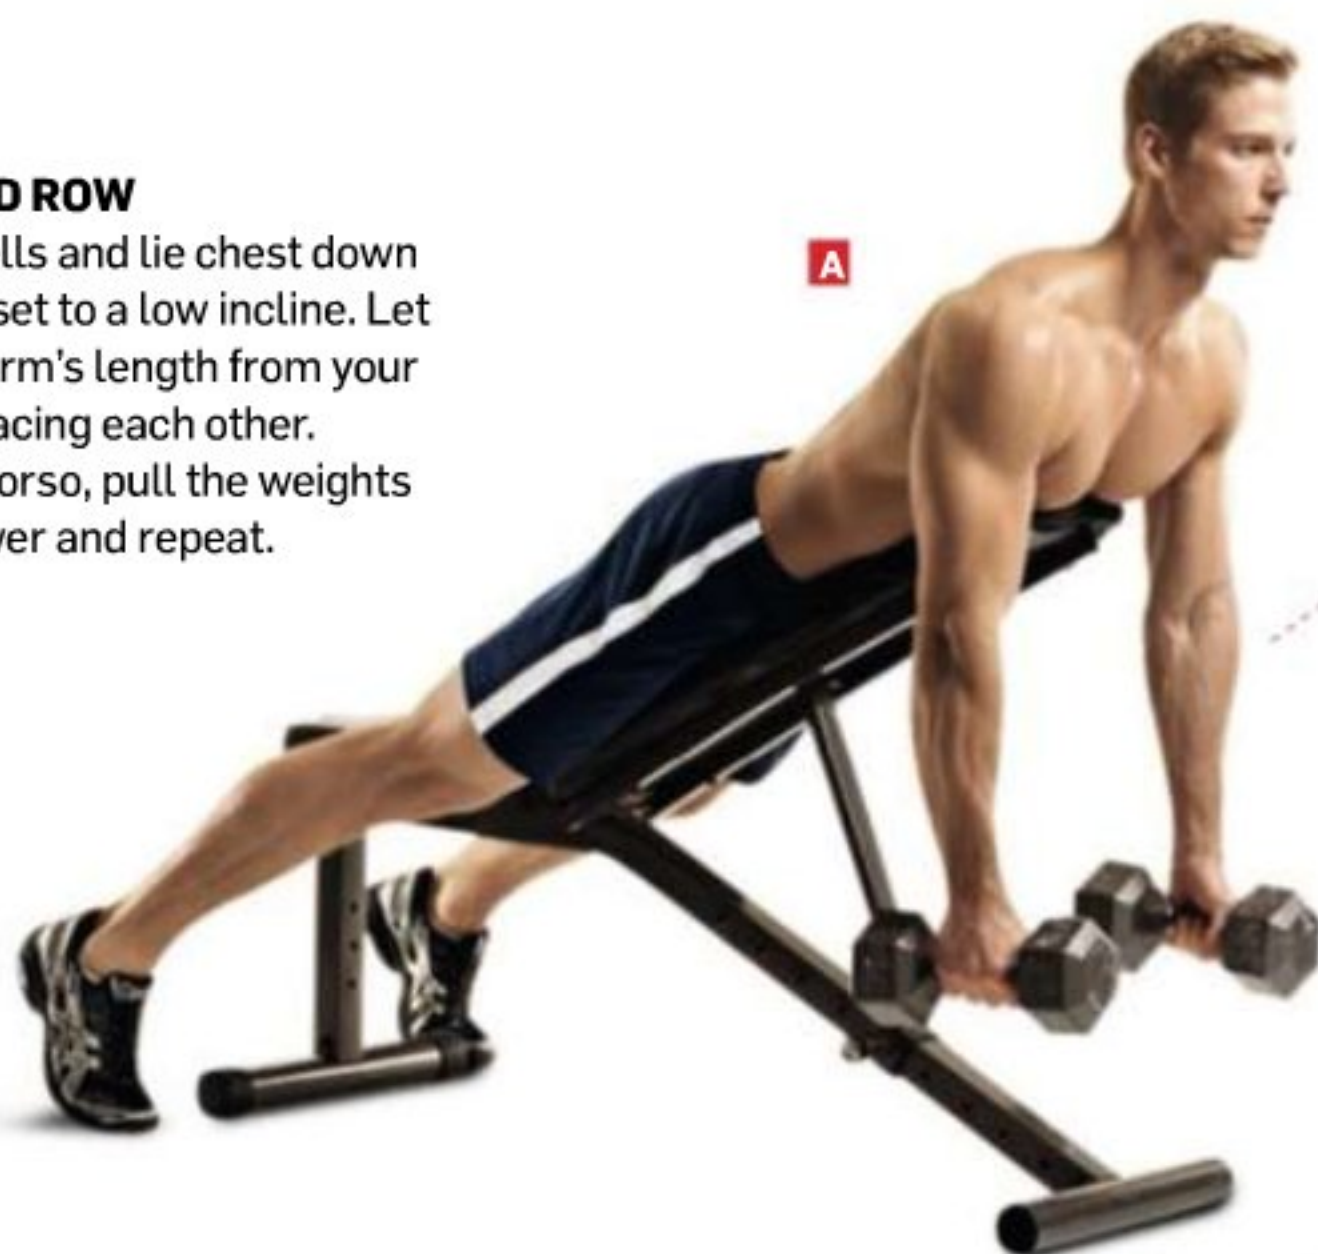 D ROW
lls and lie chest down
set to a low incline. Let
rm's length from your
acing each other.
orso, pull the weights
ver and repeat.
A